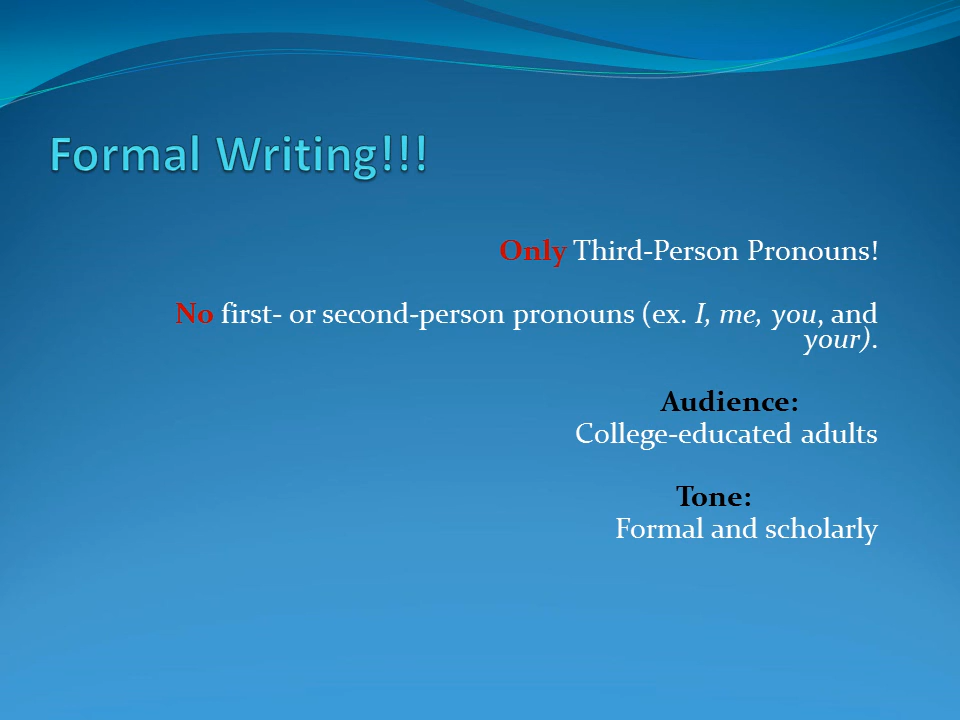 Formal Writing!!!
Only Third-Person Pronouns!
No first- or second-person pronouns (ex. I, me, you, and
your).
Audience:
College-educated adults
Tone:
Formal and scholarly